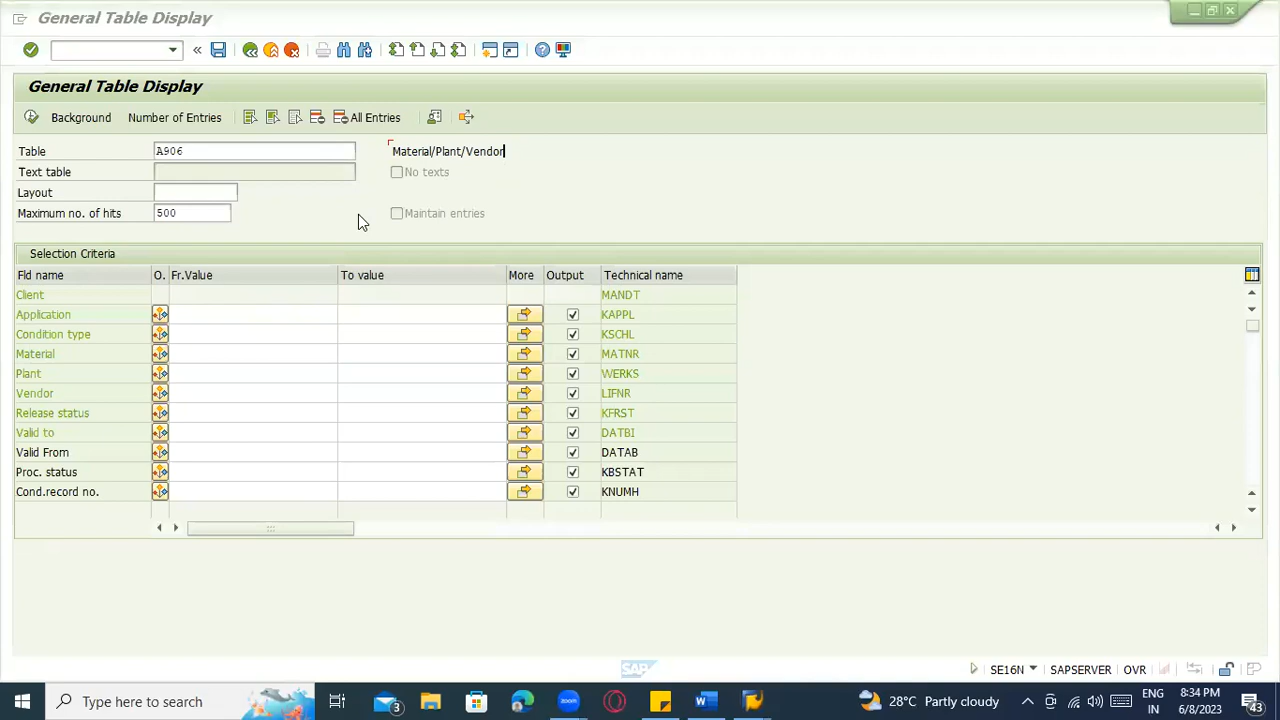 General Table Display
General Table Display
Background Number of Entries All Entries
Table A906 Material/Plant/Vendor
Text table No texts
Layout
Maximum no. of hits 500 Maintain entries
Selection Criteria
Fld name O. Fr.Value To value More Output Technical name
Client MANDT
Application KAPPL
Condition type KSCHL
Material MATNR
Plant WERKS
Vendor LIFNR
Release status KFRST
Valid to DATBI
Valid From DATAB
Proc. status KBSTAT
Cond.record no. KNUMH
SAP SE16N SAPSERVER OVR
Type here to search 3 zoom 28°C Partly cloudy ENG 8:34 PM 43
IN 6/8/2023